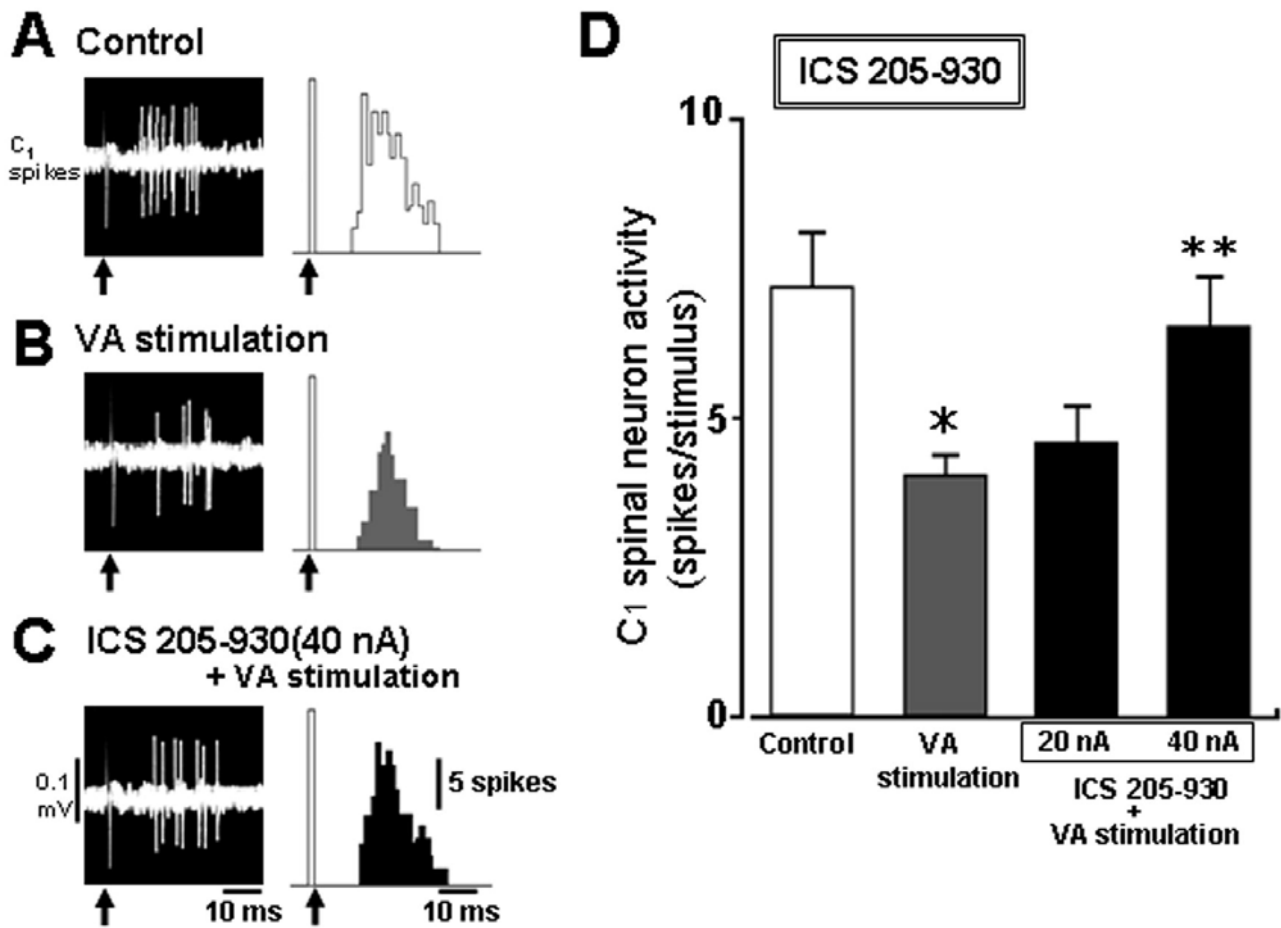 A Control
C1
spikes
B VA stimulation
C ICS 205-930(40 nA)
+ VA stimulation
0.1
mV
5 spikes
10 ms
10 ms
D
ICS 205-930
C1 spinal neuron activity
(spikes/stimulus)
10
5
0
*
**
Control
VA
stimulation
20 nA
40 nA
ICS 205-930
+
VA stimulation